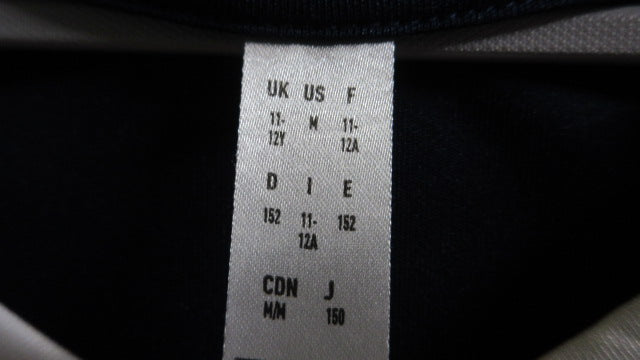 UK US F
11- M 11-
12Y 12A
D I E
152 11- 152
12A
CDN J
M/M 150